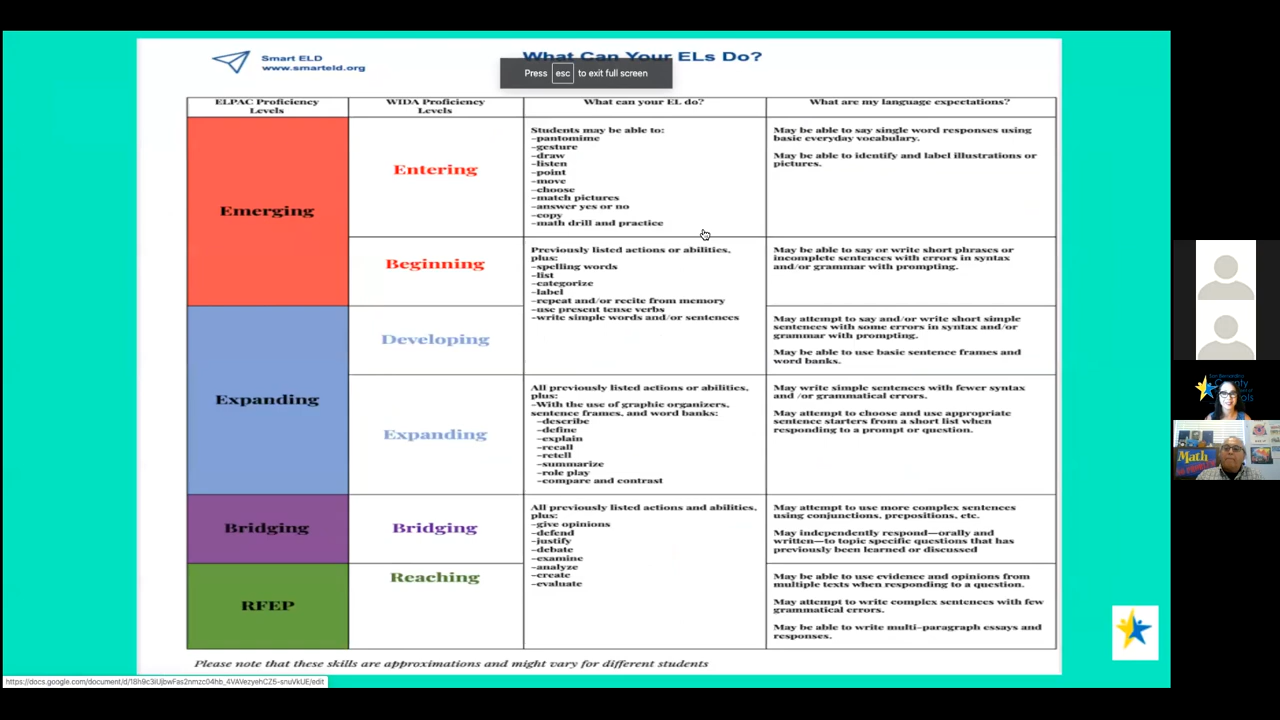 Smart ELD
www.smarteld.org
What Can Your ELs Do?
Press esc to exit full screen
ELPAC Proficiency
Levels
WIDA Proficiency
Levels
What can your EL do?
What are my language expectations?
Emerging
Entering
Students may be able to:
-pantomime
-gesture
-draw
-listen
-point
-move
-choose
-match pictures
-answer yes or no
-copy
-math drill and practice
May be able to say single word responses using
basic everyday vocabulary.
May be able to identify and label illustrations or
pictures.
Beginning
Previously listed actions or abilities,
plus:
-spelling words
-list
-categorize
-label
-repeat and/or recite from memory
-use present tense verbs
-write simple words and/or sentences
May be able to say or write short phrases or
incomplete sentences with errors in syntax
and/or grammar with prompting.
Expanding
Developing
May attempt to say and/or write short simple
sentences with some errors in syntax and/or
grammar with prompting.
May be able to use basic sentence frames and
word banks.
Expanding
All previously listed actions or abilities,
plus:
-With the use of graphic organizers,
sentence frames, and word banks:
-describe
-define
-explain
-recall
-retell
-summarize
-role play
-compare and contrast
May write simple sentences with fewer syntax
and /or grammatical errors.
May attempt to choose and use appropriate
sentence starters from a short list when
responding to a prompt or question.
Bridging
Bridging
All previously listed actions and abilities,
plus:
-give opinions
-defend
-justify
-debate
-examine
-analyze
-create
-evaluate
May attempt to use more complex sentences
using conjunctions, prepositions, etc.
May independently respond—orally and
written—to topic specific questions that has
previously been learned or discussed
RFEP
Reaching
May be able to use evidence and opinions from
multiple texts when responding to a question.
May attempt to write complex sentences with few
grammatical errors.
May be able to write multi-paragraph essays and
responses.
Please note that these skills are approximations and might vary for different students
San Bernardino
County
Math